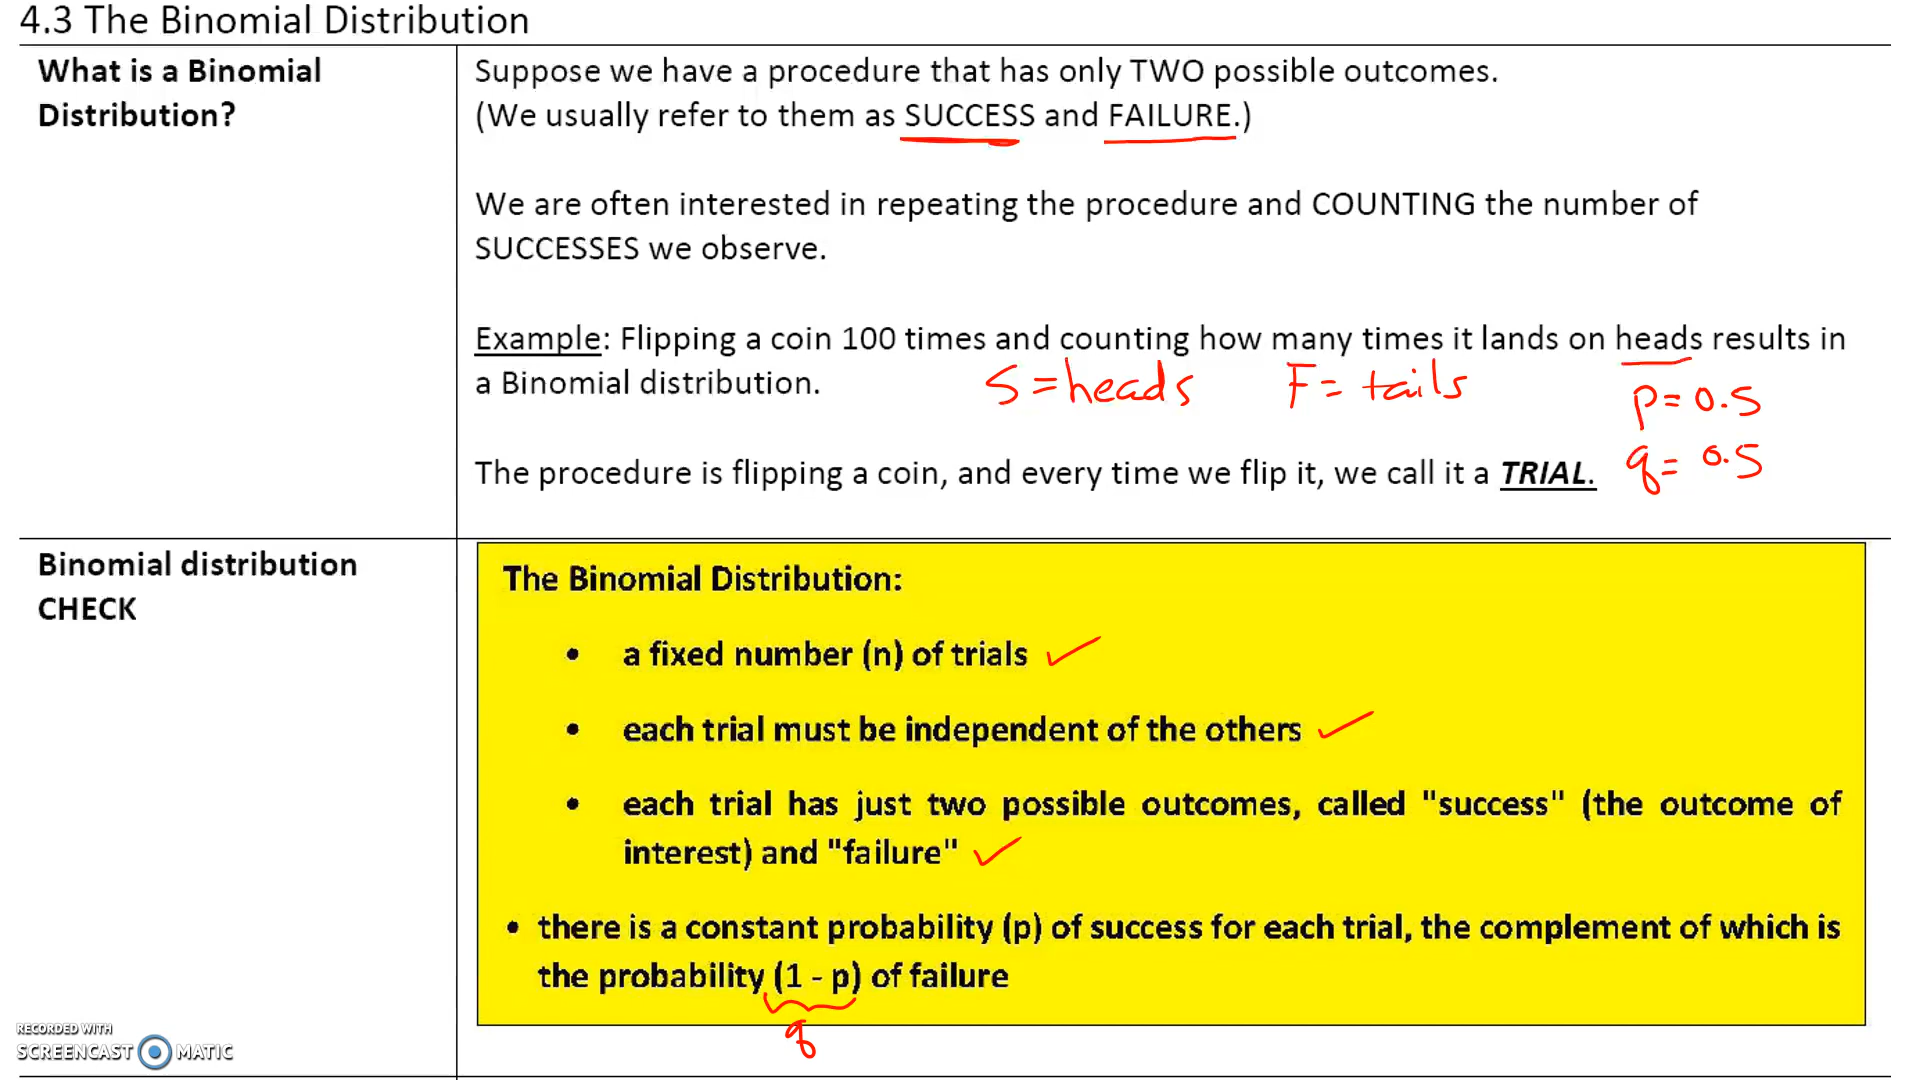 4.3 The Binomial Distribution
What is a Binomial
Distribution?
Suppose we have a procedure that has only TWO possible outcomes.
(We usually refer to them as SUCCESS and FAILURE.)
We are often interested in repeating the procedure and COUNTING the number of
SUCCESSES we observe.
Example: Flipping a coin 100 times and counting how many times it lands on heads results in
a Binomial distribution.
S = heads F = tails
p = 0.5
The procedure is flipping a coin, and every time we flip it, we call it a TRIAL.
q = 0.5
Binomial distribution
CHECK
The Binomial Distribution:
• a fixed number (n) of trials ✓
• each trial must be independent of the others ✓
• each trial has just two possible outcomes, called "success" (the outcome of
interest) and "failure" ✓
• there is a constant probability (p) of success for each trial, the complement of which is
the probability (1 - p) of failure
q
RECORDED WITH
SCREENCAST MATIC